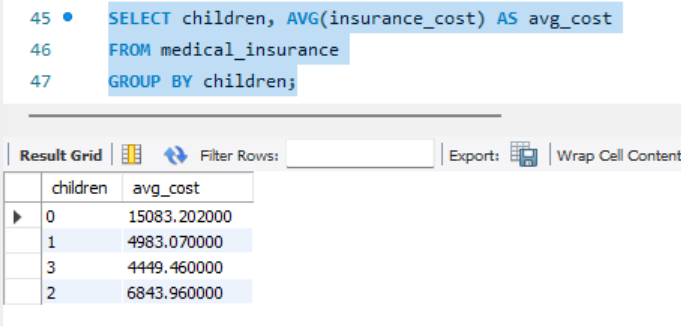 45 SELECT children, AVG(insurance_cost) AS avg_cost
46 FROM medical_insurance
47 GROUP BY children;
Result Grid Filter Rows: Export: Wrap Cell Content
children avg_cost
0 15083.202000
1 4983.070000
3 4449.460000
2 6843.960000